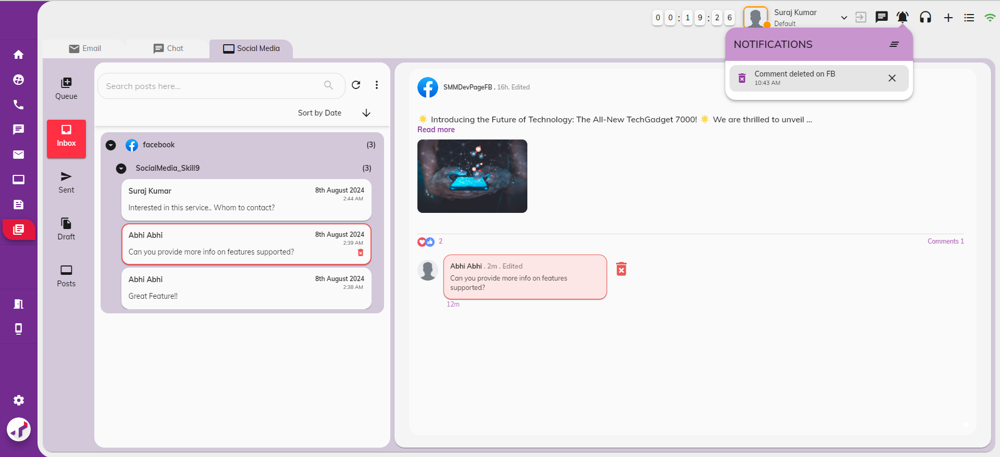 0 0 : 1 9 : 2 6
Suraj Kumar
Default
NOTIFICATIONS
Comment deleted on FB
10:43 AM
Email
Chat
Social Media
Queue
Inbox
Sent
Draft
Posts
Search posts here...
Sort by Date
facebook (3)
SocialMedia_Skill9 (3)
Suraj Kumar 8th August 2024
2:44 AM
Interested in this service.. Whom to contact?
Abhi Abhi 8th August 2024
2:39 AM
Can you provide more info on features supported?
Abhi Abhi 8th August 2024
2:38 AM
Great Feature!!
SMMDevPageFB . 16h. Edited
🌟 Introducing the Future of Technology: The All-New TechGadget 7000! 🌟 We are thrilled to unveil ...
Read more
2 Comments 1
Abhi Abhi . 2m . Edited
Can you provide more info on features
supported?
12m